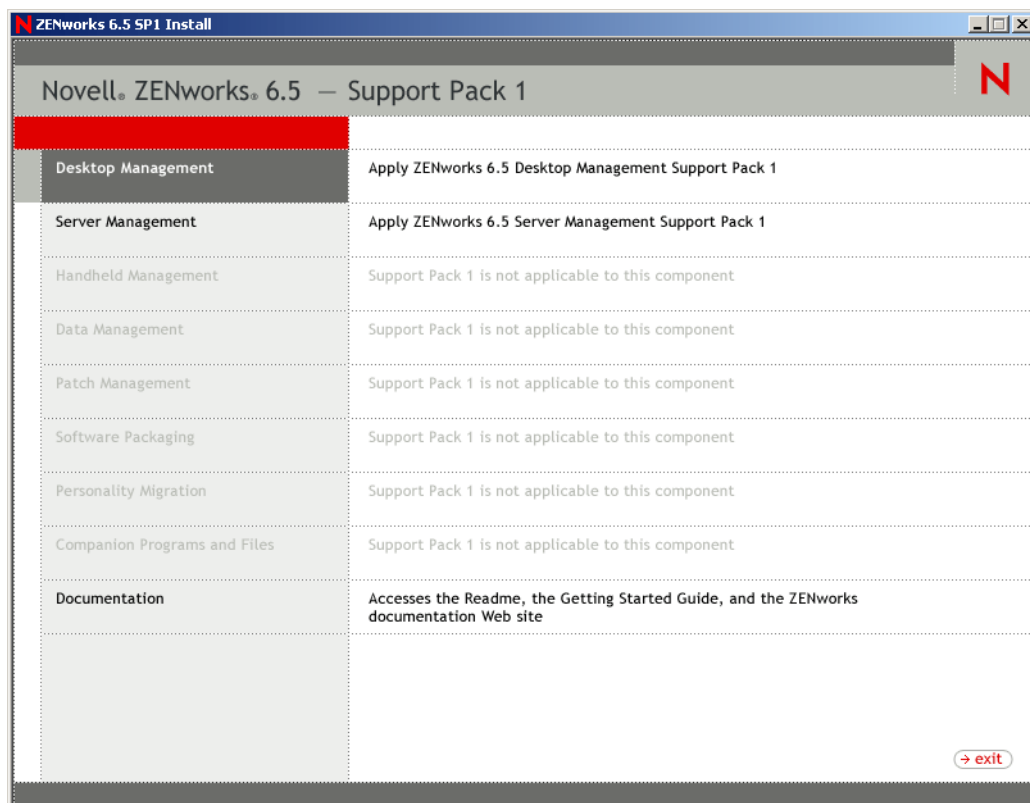 ZENworks 6.5 SP1 Install
Novell® ZENworks® 6.5 — Support Pack 1
N
Desktop Management
Apply ZENworks 6.5 Desktop Management Support Pack 1
Server Management
Apply ZENworks 6.5 Server Management Support Pack 1
Handheld Management
Support Pack 1 is not applicable to this component
Data Management
Support Pack 1 is not applicable to this component
Patch Management
Support Pack 1 is not applicable to this component
Software Packaging
Support Pack 1 is not applicable to this component
Personality Migration
Support Pack 1 is not applicable to this component
Companion Programs and Files
Support Pack 1 is not applicable to this component
Documentation
Accesses the Readme, the Getting Started Guide, and the ZENworks
documentation Web site
→ exit